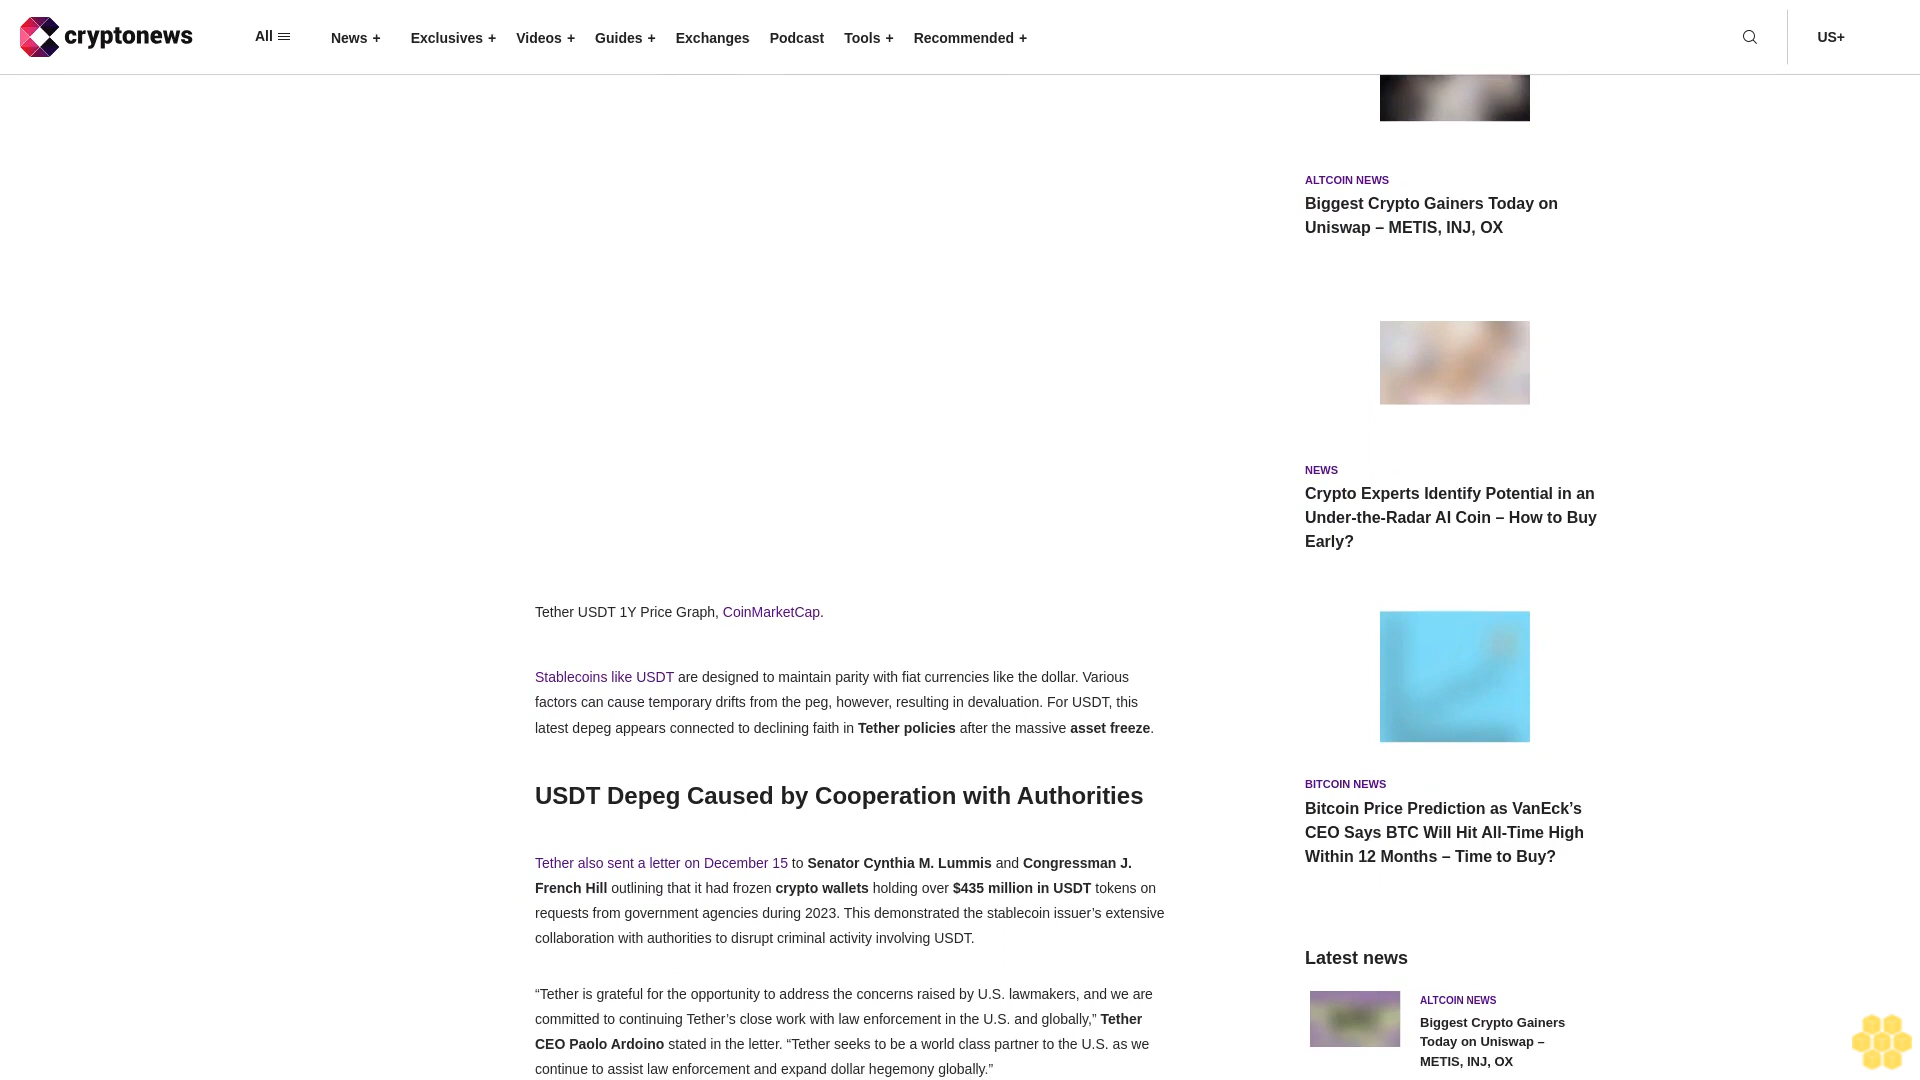 cryptonews
All
News +
Exclusives +
Videos +
Guides +
Exchanges
Podcast
Tools +
Recommended +
US+
Tether USDT 1Y Price Graph, CoinMarketCap.
Stablecoins like USDT are designed to maintain parity with fiat currencies like the dollar. Various
factors can cause temporary drifts from the peg, however, resulting in devaluation. For USDT, this
latest depeg appears connected to declining faith in Tether policies after the massive asset freeze.
USDT Depeg Caused by Cooperation with Authorities
Tether also sent a letter on December 15 to Senator Cynthia M. Lummis and Congressman J.
French Hill outlining that it had frozen crypto wallets holding over $435 million in USDT tokens on
requests from government agencies during 2023. This demonstrated the stablecoin issuer’s extensive
collaboration with authorities to disrupt criminal activity involving USDT.
“Tether is grateful for the opportunity to address the concerns raised by U.S. lawmakers, and we are
committed to continuing Tether’s close work with law enforcement in the U.S. and globally,” Tether
CEO Paolo Ardoino stated in the letter. “Tether seeks to be a world class partner to the U.S. as we
continue to assist law enforcement and expand dollar hegemony globally.”
ALTCOIN NEWS
Biggest Crypto Gainers Today on
Uniswap – METIS, INJ, OX
NEWS
Crypto Experts Identify Potential in an
Under-the-Radar AI Coin – How to Buy
Early?
BITCOIN NEWS
Bitcoin Price Prediction as VanEck’s
CEO Says BTC Will Hit All-Time High
Within 12 Months – Time to Buy?
Latest news
ALTCOIN NEWS
Biggest Crypto Gainers
Today on Uniswap –
METIS, INJ, OX